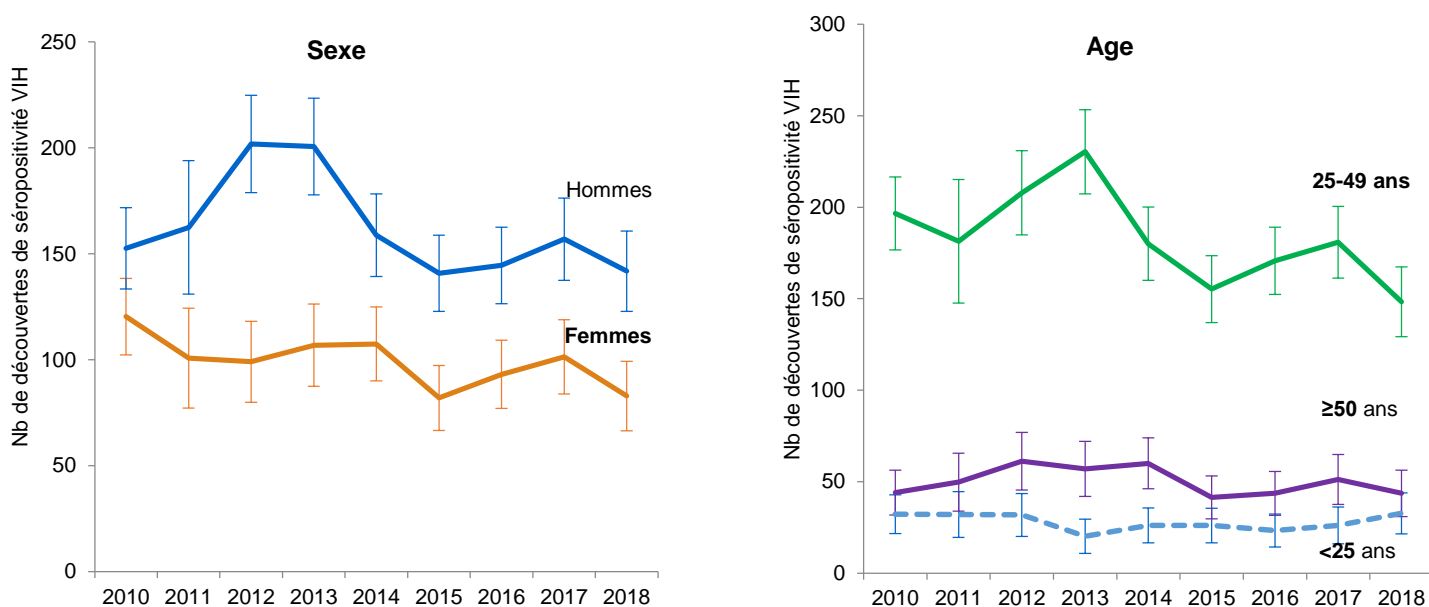 Sexe
Nb de découvertes de séropositivité VIH
250
200
150
100
50
0
Hommes
Femmes
2010 2011 2012 2013 2014 2015 2016 2017 2018
Age
Nb de découvertes de séropositivité VIH
300
250
200
150
100
50
0
25-49 ans
≥50 ans
<25 ans
2010 2011 2012 2013 2014 2015 2016 2017 2018